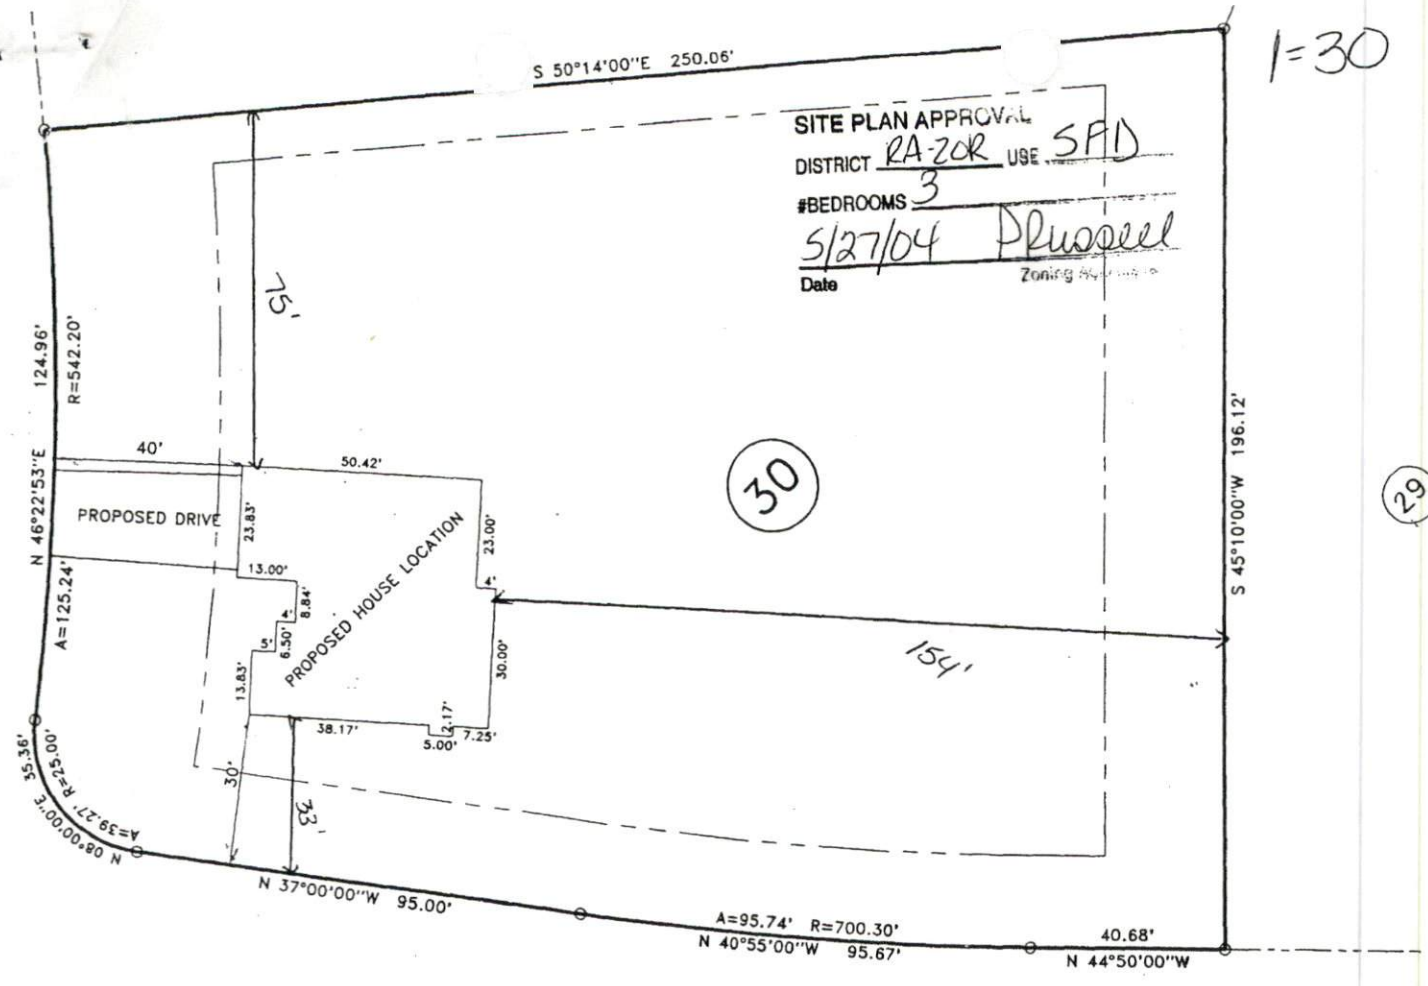 S 50°14'00"E 250.06'
1=30
SITE PLAN APPROVAL
DISTRICT RA-20R USE SFD
#BEDROOMS 3
5/27/04 PRussell
Date Zoning
75'
124.96'
R=542.20'
N 46°22'53"E
A=125.24'
40'
50.42'
PROPOSED DRIVE
23.83'
13.00'
8.84'
4'
6.50'
5'
13.83'
PROPOSED HOUSE LOCATION
23.00'
4'
30.00'
38.17'
5.00'
2.17'
7.25'
30
29
154'
S 45°10'00"W 196.12'
30'
33'
35.36'
N 08°00'00"E
A=39.27' R=25.00'
N 37°00'00"W 95.00'
A=95.74' R=700.30'
N 40°55'00"W 95.67'
40.68'
N 44°50'00"W